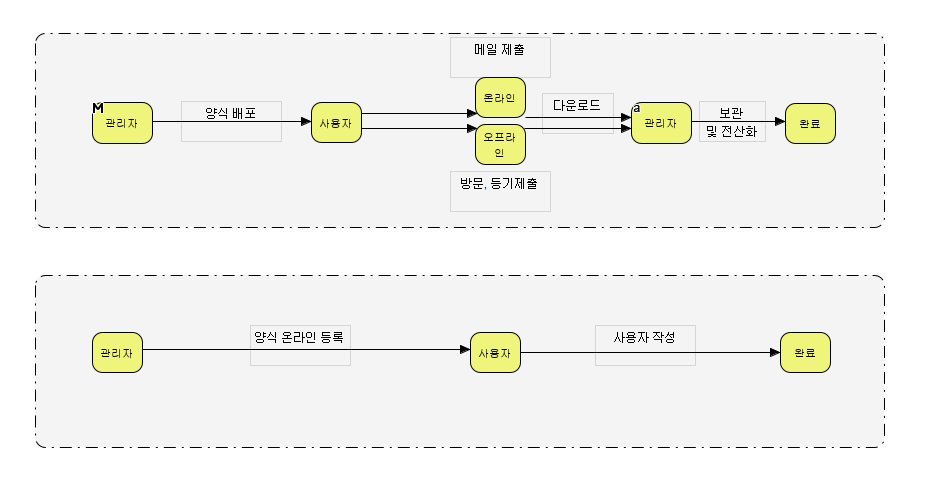 메일 제출
M
관리자
양식 배포
사용자
온라인
오프라
인
방문, 등기제출
다운로드
a
관리자
보관
및 전산화
완료
관리자
양식 온라인 등록
사용자
사용자 작성
완료